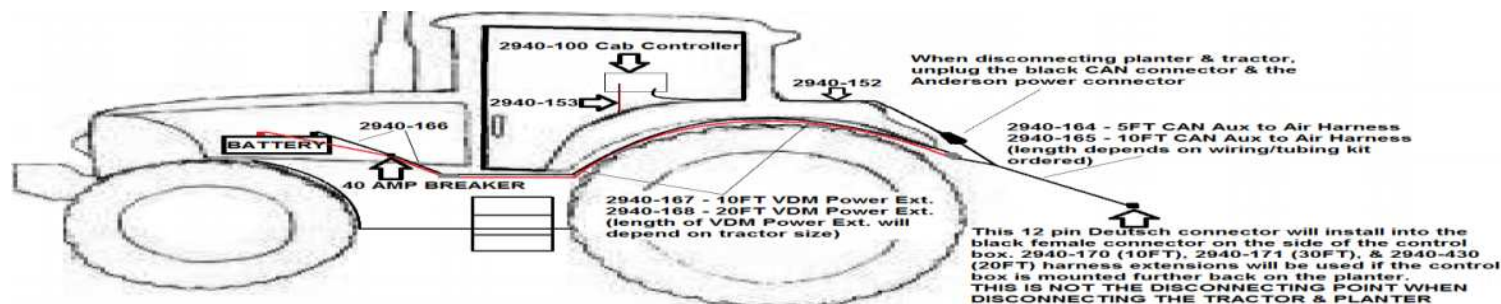 2940-100 Cab Controller
2940-153
2940-152
When disconnecting planter & tractor,
unplug the black CAN connector & the
Anderson power connector
2940-166
BATTERY
40 AMP BREAKER
2940-164 - 5FT CAN Aux to Air Harness
2940-165 - 10FT CAN Aux to Air Harness
(length depends on wiring/tubing kit
ordered)
2940-167 - 10FT VDM Power Ext.
2940-168 - 20FT VDM Power Ext.
(length of VDM Power Ext. will
depend on tractor size)
This 12 pin Deutsch connector will install into the
black female connector on the side of the control
box. 2940-170 (10FT), 2940-171 (30FT), & 2940-430
(20FT) harness extensions will be used if the control
box is mounted further back on the planter.
THIS IS NOT THE DISCONNECTING POINT WHEN
DISCONNECTING THE TRACTOR & PLANTER